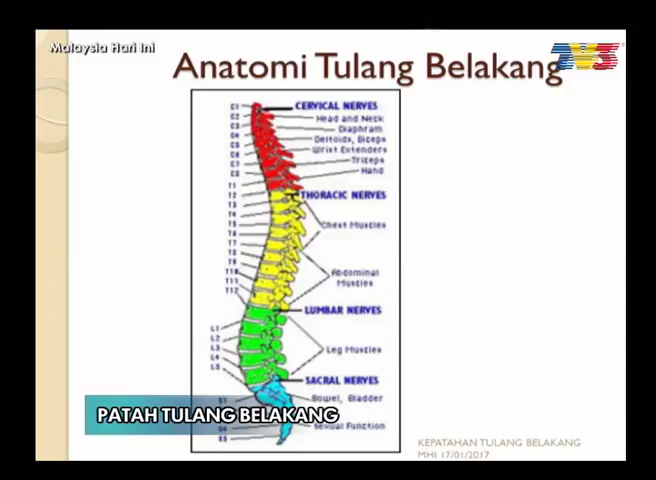 Malaysia Hari Ini
TV3
Anatomi Tulang Belakang
C1
C2
C3
C4
C5
C6
C7
C8
T1
T2
T3
T4
T5
T6
T7
T8
T9
T10
T11
T12
L1
L2
L3
L4
L5
S1
S4
S5
CERVICAL NERVES
Head and Neck
Diaphram
Deltoids, Biceps
Wrist Extenders
Triceps
Hand
THORACIC NERVES
Chest Muscles
Abdominal
Muscles
LUMBAR NERVES
Leg Muscles
SACRAL NERVES
Bowel, Bladder
Sexual Function
PATAH TULANG BELAKANG
KEPATAHAN TULANG BELAKANG
MHI 17/01/2017